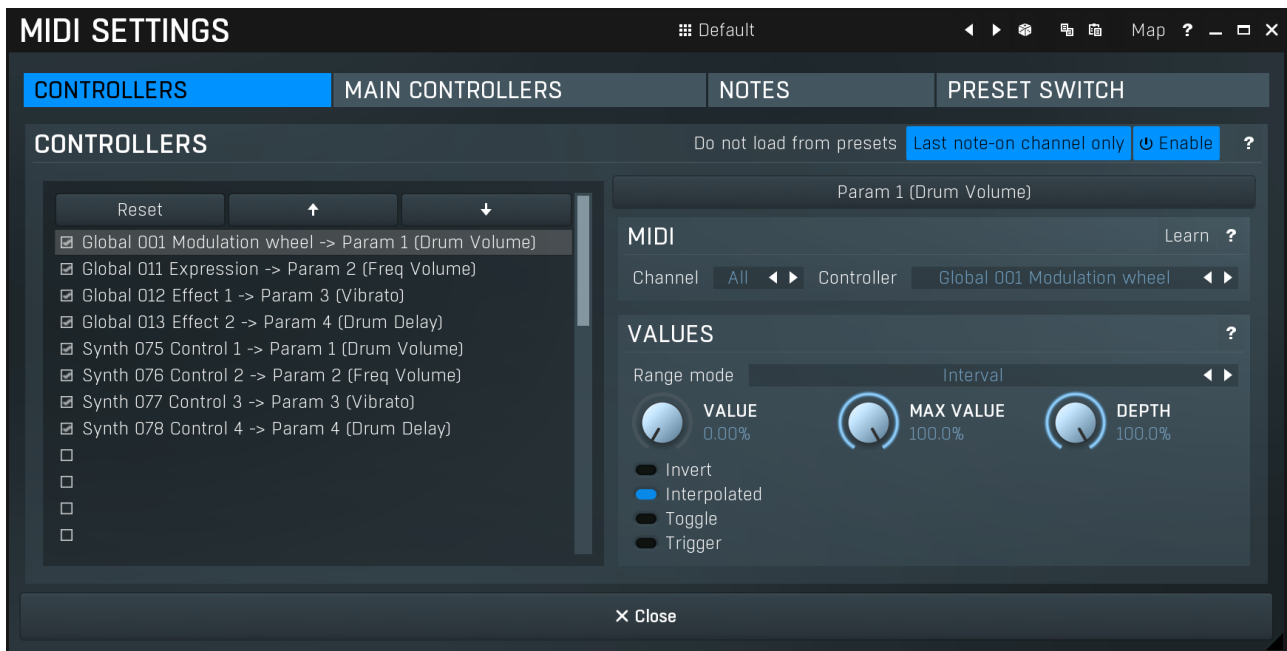 MIDI SETTINGS
Default
Map ?
CONTROLLERS
MAIN CONTROLLERS
NOTES
PRESET SWITCH
CONTROLLERS
Do not load from presets
Last note-on channel only
Enable
?
Reset
Global 001 Modulation wheel -> Param 1 (Drum Volume)
Global 011 Expression -> Param 2 (Freq Volume)
Global 012 Effect 1 -> Param 3 (Vibrato)
Global 013 Effect 2 -> Param 4 (Drum Delay)
Synth 075 Control 1 -> Param 1 (Drum Volume)
Synth 076 Control 2 -> Param 2 (Freq Volume)
Synth 077 Control 3 -> Param 3 (Vibrato)
Synth 078 Control 4 -> Param 4 (Drum Delay)
Param 1 (Drum Volume)
MIDI
Learn ?
Channel All Controller Global 001 Modulation wheel
VALUES
?
Range mode Interval
VALUE
0.00%
MAX VALUE
100.0%
DEPTH
100.0%
Invert
Interpolated
Toggle
Trigger
Close